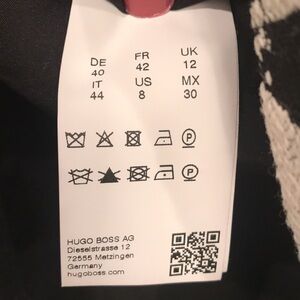 DE FR UK
40 42 12
IT US MX
44 8 30
HUGO BOSS AG
Dieselstrasse 12
72555 Metzingen
Germany
hugoboss.com